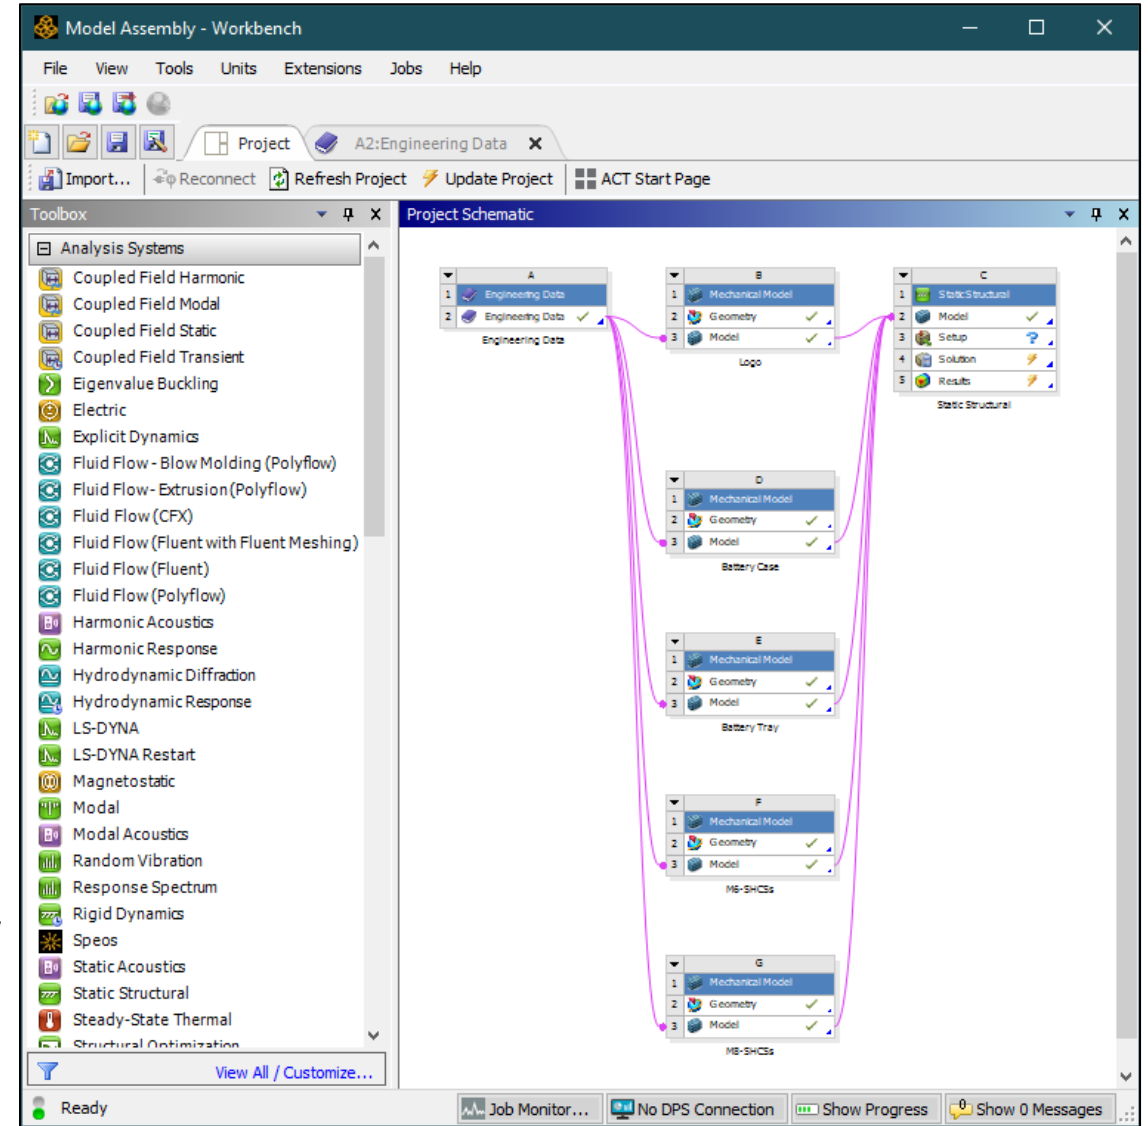 Model Assembly - Workbench
File View Tools Units Extensions Jobs Help
Project A2:Engineering Data
Import... Reconnect Refresh Project Update Project ACT Start Page
Toolbox
Analysis Systems
Coupled Field Harmonic
Coupled Field Modal
Coupled Field Static
Coupled Field Transient
Eigenvalue Buckling
Electric
Explicit Dynamics
Fluid Flow - Blow Molding (Polyflow)
Fluid Flow- Extrusion (Polyflow)
Fluid Flow (CFX)
Fluid Flow (Fluent with Fluent Meshing)
Fluid Flow (Fluent)
Fluid Flow (Polyflow)
Harmonic Acoustics
Harmonic Response
Hydrodynamic Diffraction
Hydrodynamic Response
LS-DYNA
LS-DYNA Restart
Magnetostatic
Modal
Modal Acoustics
Random Vibration
Response Spectrum
Rigid Dynamics
Speos
Static Acoustics
Static Structural
Steady-State Thermal
Structural Optimization
View All / Customize...
Project Schematic
A
1 Engineering Data
2 Engineering Data
Engineering Data
B
1 Mechanical Model
2 Geometry
3 Model
Logo
C
1 Static Structural
2 Model
3 Setup ?
4 Solution
5 Results
Static Structural
D
1 Mechanical Model
2 Geometry
3 Model
Battery Case
E
1 Mechanical Model
2 Geometry
3 Model
Battery Tray
F
1 Mechanical Model
2 Geometry
3 Model
M6-SHCSs
G
1 Mechanical Model
2 Geometry
3 Model
M8-SHCSs
Ready Job Monitor... No DPS Connection Show Progress 0 Show 0 Messages